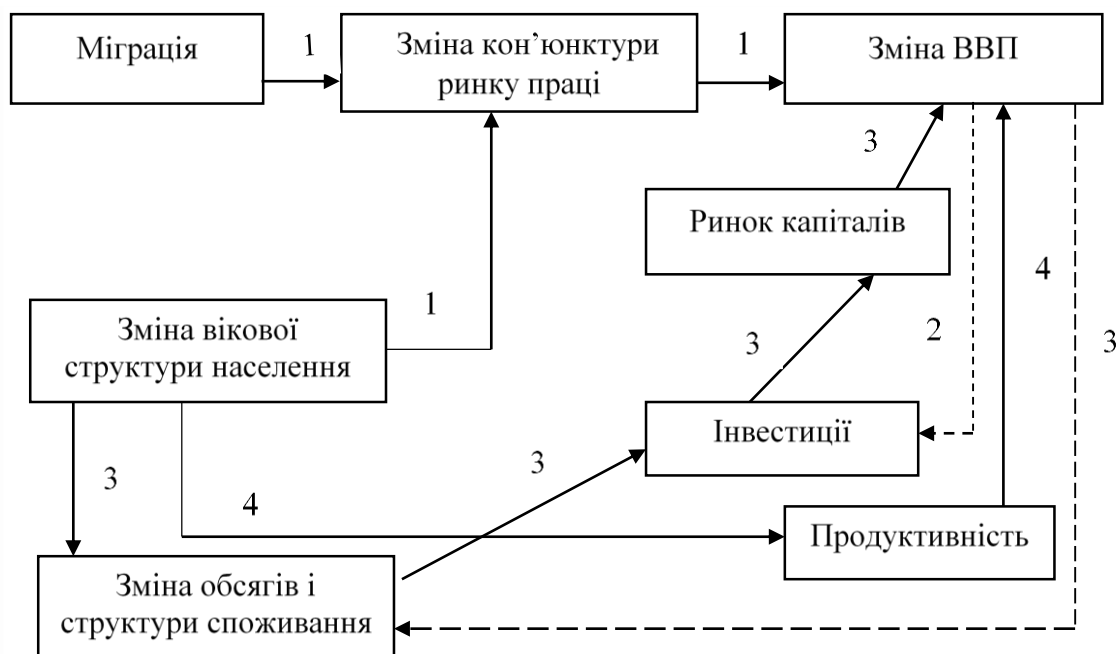 Міграція
1
Зміна кон’юнктури
ринку праці
1
Зміна ВВП
3
Ринок капіталів
4
1
2
3
3
Зміна вікової
структури населення
Інвестиції
3
3
4
Продуктивність
Зміна обсягів і
структури споживання